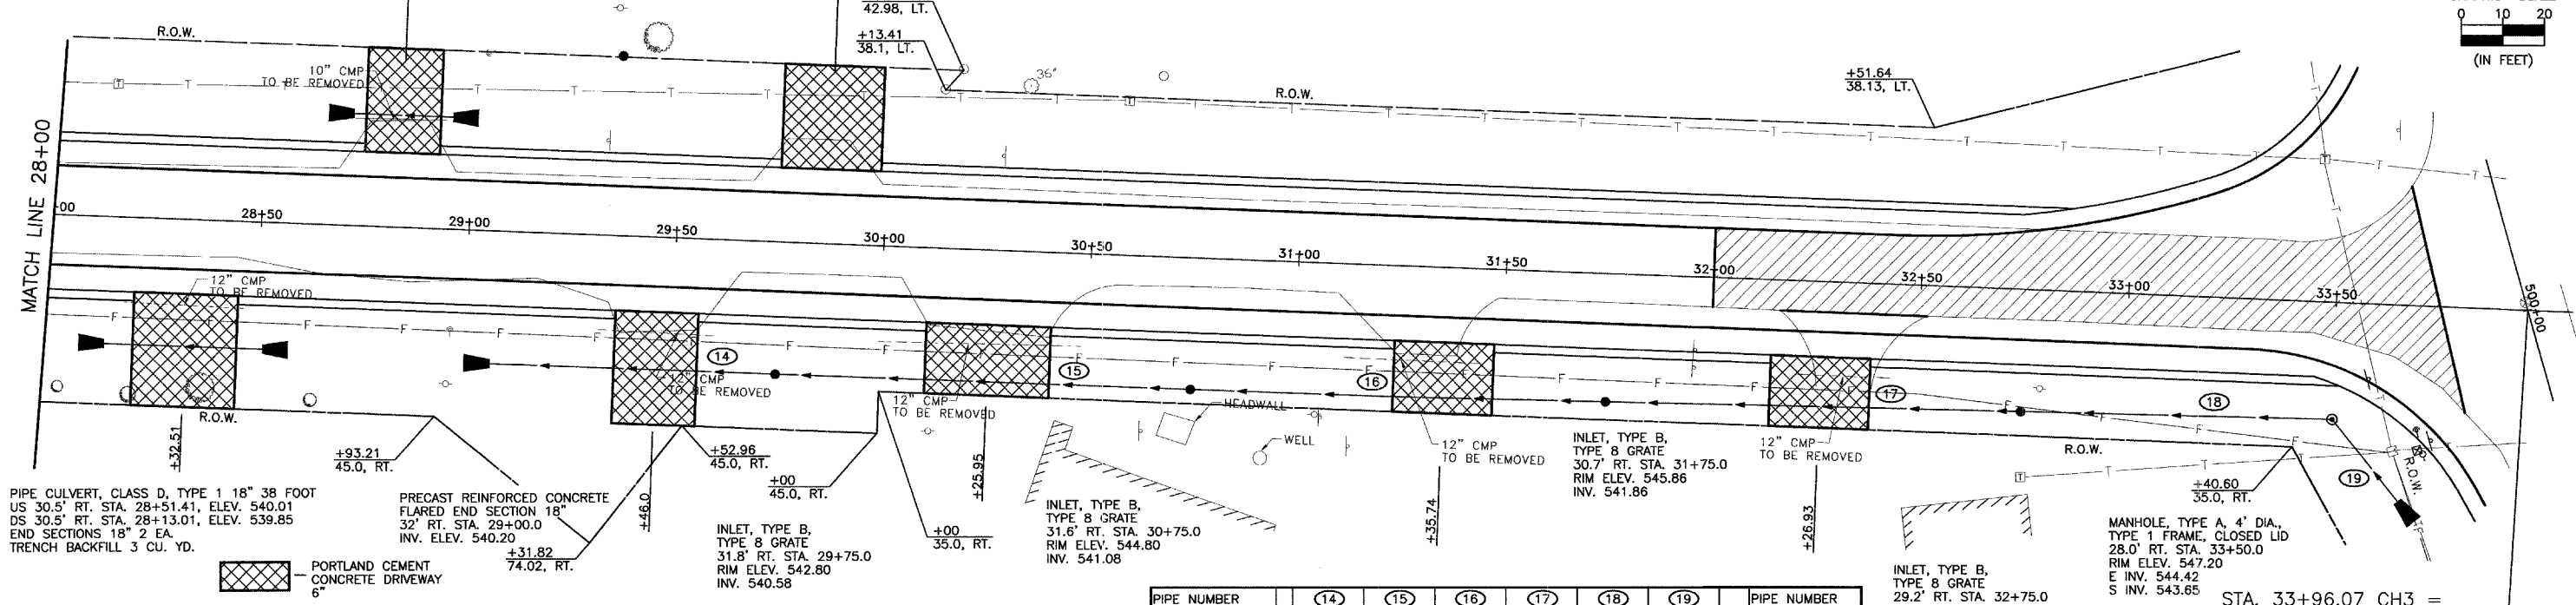 42.98, LT.
+13.41
38.1, LT.
0 10 20
(IN FEET)
R.O.W.
10" CMP
TO BE REMOVED
36"
R.O.W.
+51.64
38.13, LT.
MATCH LINE 28+00
28+50
29+00
29+50
30+00
30+50
31+00
31+50
32+00
32+50
33+00
33+50
500+00
12" CMP
TO BE REMOVED
12" CMP
TO BE REMOVED
12" CMP
TO BE REMOVED
HEADWALL
WELL
12" CMP
TO BE REMOVED
12" CMP
TO BE REMOVED
14
15
16
17
18
19
R.O.W.
R.O.W.
R.O.W.
+32.51
+93.21
45.0, RT.
+46.0
+52.96
45.0, RT.
+00
45.0, RT.
+25.95
+00
35.0, RT.
+31.82
74.02, RT.
+35.74
+26.93
+40.60
35.0, RT.
PIPE CULVERT, CLASS D, TYPE 1 18" 38 FOOT
US 30.5' RT. STA. 28+51.41, ELEV. 540.01
DS 30.5' RT. STA. 28+13.01, ELEV. 539.85
END SECTIONS 18" 2 EA.
TRENCH BACKFILL 3 CU. YD.
PORTLAND CEMENT
CONCRETE DRIVEWAY
6"
PRECAST REINFORCED CONCRETE
FLARED END SECTION 18"
32' RT. STA. 29+00.0
INV. ELEV. 540.20
INLET, TYPE B,
TYPE 8 GRATE
31.8' RT. STA. 29+75.0
RIM ELEV. 542.80
INV. 540.58
INLET, TYPE B,
TYPE 8 GRATE
31.6' RT. STA. 30+75.0
RIM ELEV. 544.80
INV. 541.08
INLET, TYPE B,
TYPE 8 GRATE
30.7' RT. STA. 31+75.0
RIM ELEV. 545.86
INV. 541.86
INLET, TYPE B,
TYPE 8 GRATE
29.2' RT. STA. 32+75.0
MANHOLE, TYPE A, 4' DIA.,
TYPE 1 FRAME, CLOSED LID
28.0' RT. STA. 33+50.0
RIM ELEV. 547.20
E INV. 544.42
S INV. 543.65
PIPE NUMBER 14 15 16 17 18 19 PIPE NUMBER
STA. 33+96.07 CH3 =